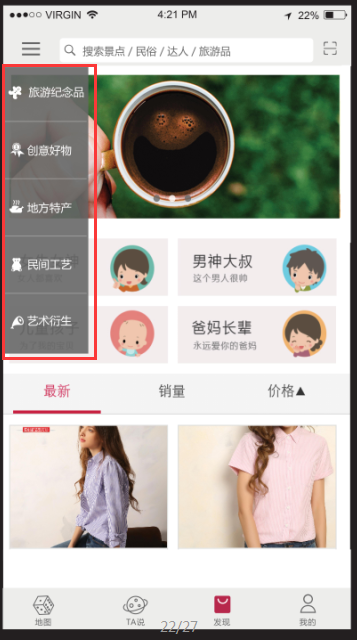 VIRGIN
4:21 PM
22%
搜索景点 / 民俗 / 达人 / 旅游品
旅游纪念品
创意好物
地方特产
民间工艺
艺术衍生
男神大叔
这个男人很帅
爸妈长辈
永远爱你的爸妈
最新
销量
价格▲
地图
TA说
发现
我的
22/27